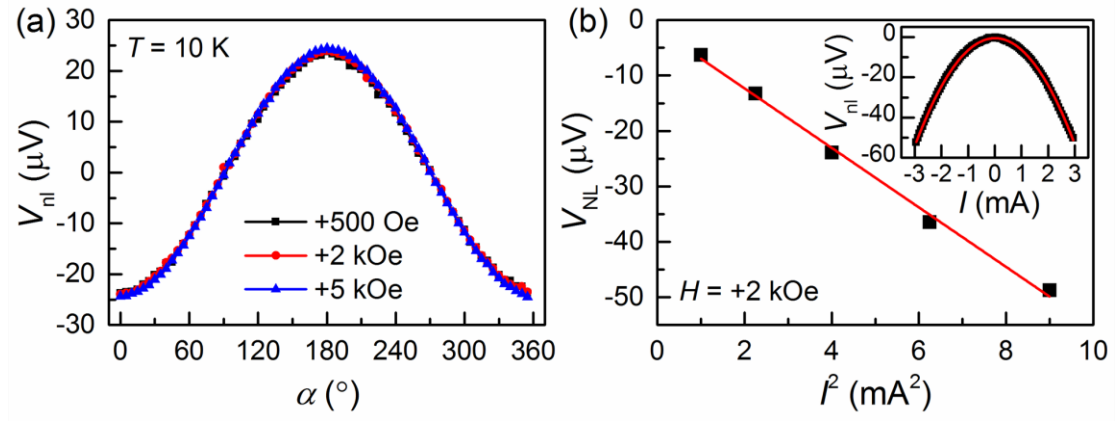 (a)
30
20
10
0
-10
-20
-30
V_nl (μV)
T = 10 K
+500 Oe
+2 kOe
+5 kOe
0 60 120 180 240 300 360
α (°)
(b)
-0
-10
-20
-30
-40
-50
V_NL (μV)
H = +2 kOe
0 2 4 6 8 10
I² (mA²)
0
-20
-40
-60
V_nl (μV)
-3 -2 -1 0 1 2 3
I (mA)